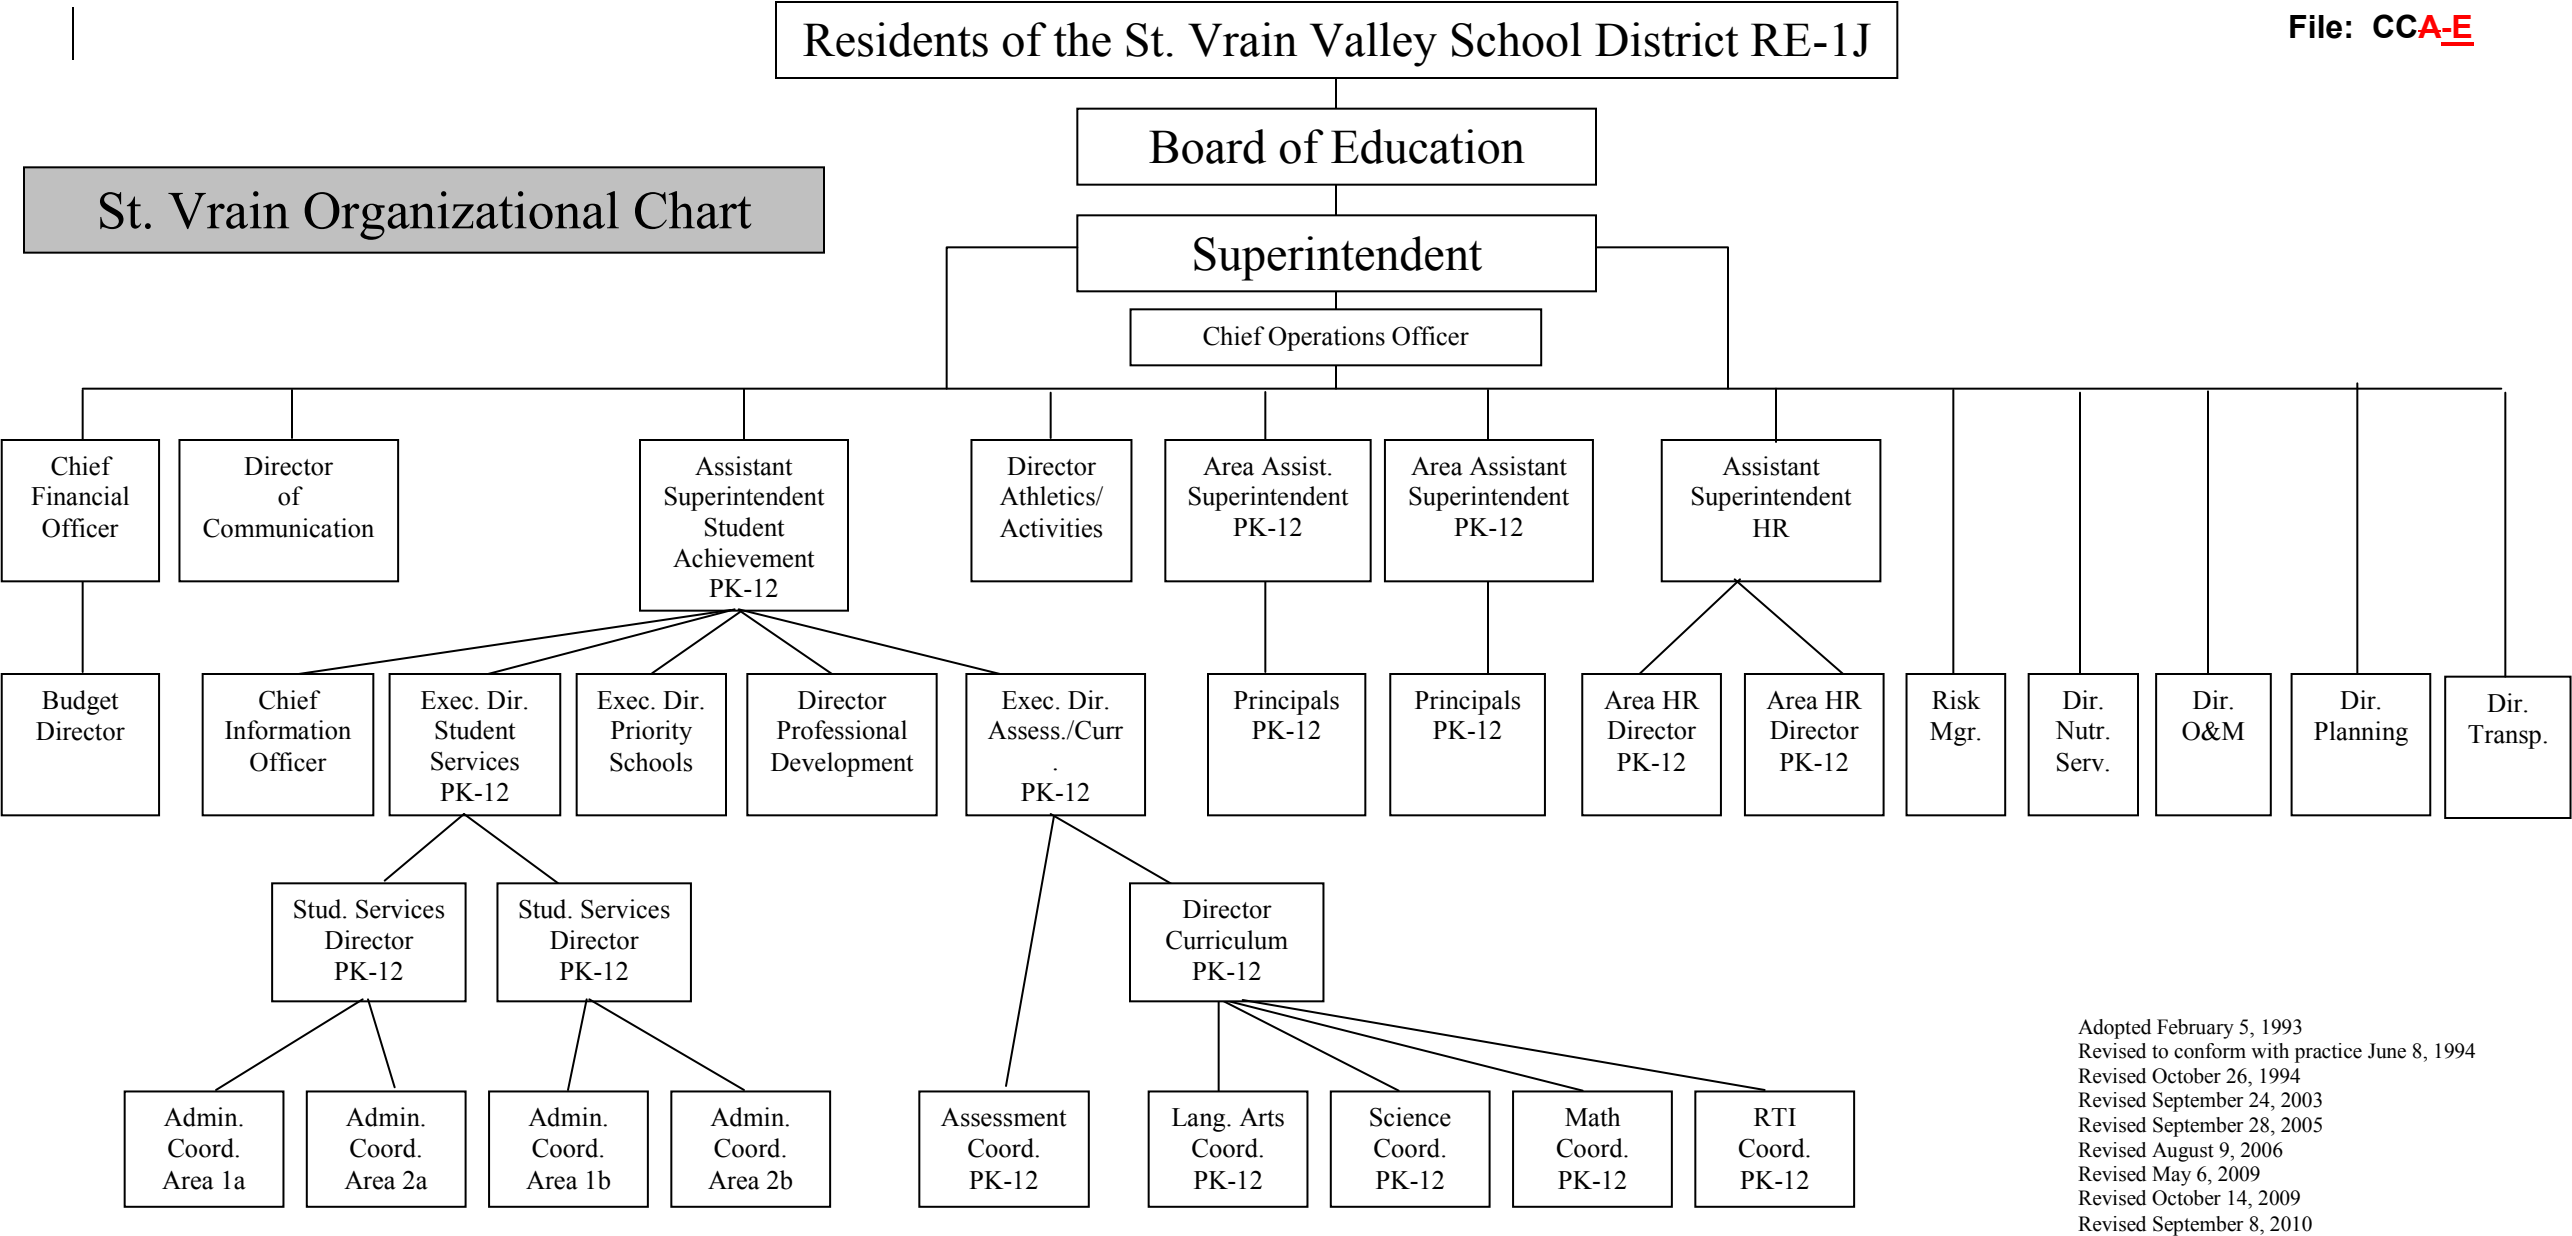 Residents of the St. Vrain Valley School District RE-1J
File: CCA-E
Board of Education
St. Vrain Organizational Chart
Superintendent
Chief Operations Officer
Chief
Financial
Officer
Director
of
Communication
Assistant
Superintendent
Student
Achievement
PK-12
Director
Athletics/
Activities
Area Assist.
Superintendent
PK-12
Area Assistant
Superintendent
PK-12
Assistant
Superintendent
HR
Budget
Director
Chief
Information
Officer
Exec. Dir.
Student
Services
PK-12
Exec. Dir.
Priority
Schools
Director
Professional
Development
Exec. Dir.
Assess./Curr
.
PK-12
Principals
PK-12
Principals
PK-12
Area HR
Director
PK-12
Area HR
Director
PK-12
Risk
Mgr.
Dir.
Nutr.
Serv.
Dir.
O&M
Dir.
Planning
Dir.
Transp.
Stud. Services
Director
PK-12
Stud. Services
Director
PK-12
Director
Curriculum
PK-12
Admin.
Coord.
Area 1a
Admin.
Coord.
Area 2a
Admin.
Coord.
Area 1b
Admin.
Coord.
Area 2b
Assessment
Coord.
PK-12
Lang. Arts
Coord.
PK-12
Science
Coord.
PK-12
Math
Coord.
PK-12
RTI
Coord.
PK-12
Adopted February 5, 1993
Revised to conform with practice June 8, 1994
Revised October 26, 1994
Revised September 24, 2003
Revised September 28, 2005
Revised August 9, 2006
Revised May 6, 2009
Revised October 14, 2009
Revised September 8, 2010